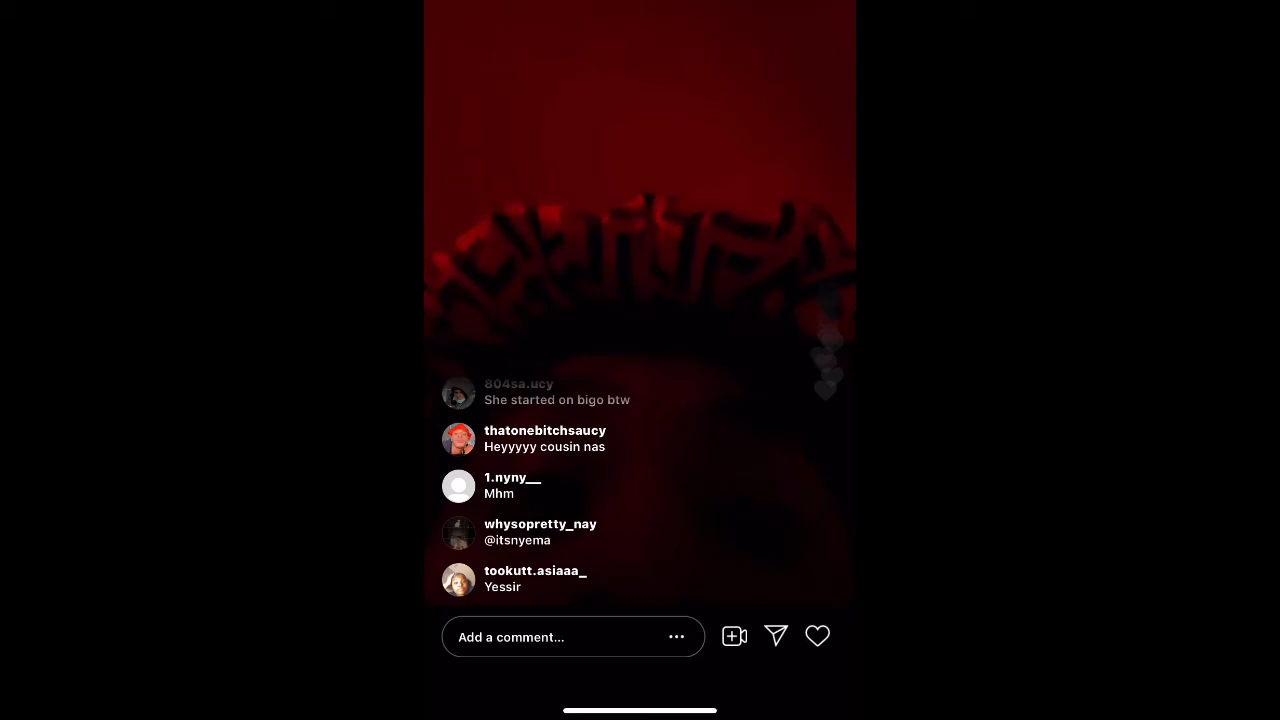 804sa.ucy
She started on bigo btw
thatonebitchsaucy
Heyyyyy cousin nas
1.nyny__
Mhm
whysopretty_nay
@itsnyema
tookutt.asiaaa_
Yessir
Add a comment...